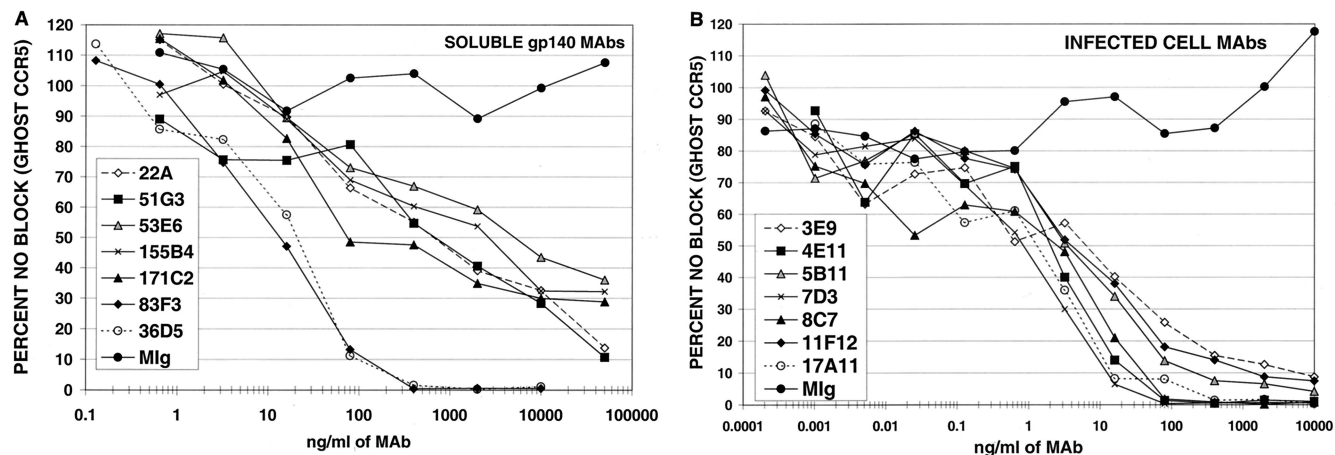 A
SOLUBLE gp140 MAbs
PERCENT NO BLOCK (GHOST CCR5)
120
110
100
90
80
70
60
50
40
30
20
10
0
22A
51G3
53E6
155B4
171C2
83F3
36D5
MIg
0.1
1
10
100
1000
10000
100000
ng/ml of MAb
B
INFECTED CELL MAbs
PERCENT NO BLOCK (GHOST CCR5)
120
110
100
90
80
70
60
50
40
30
20
10
0
3E9
4E11
5B11
7D3
8C7
11F12
17A11
MIg
0.0001
0.001
0.01
0.1
1
10
100
1000
10000
ng/ml of MAb